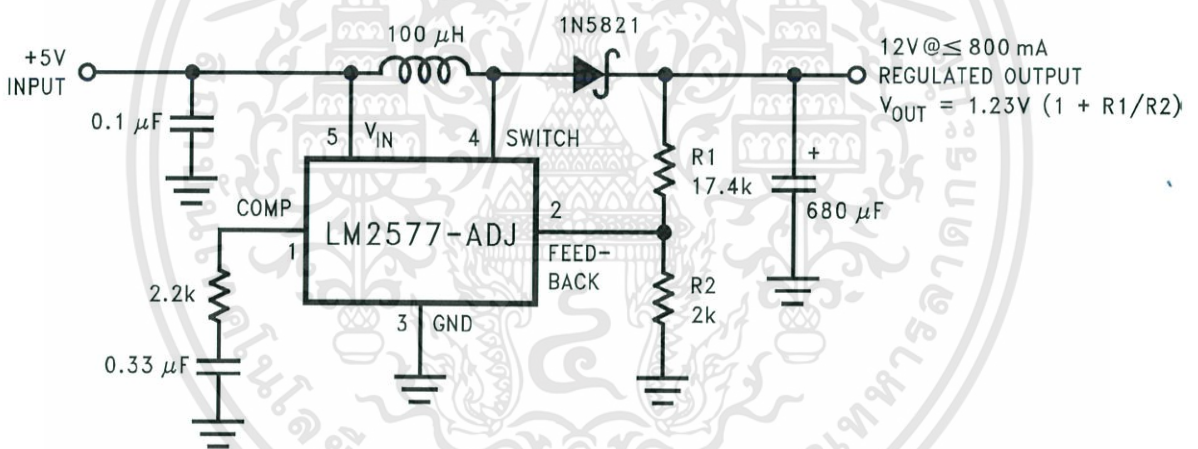 +5V
INPUT
100 μH
1N5821
12V@≤ 800 mA
REGULATED OUTPUT
VOUT = 1.23V (1 + R1/R2)
0.1 μF
5
VIN
4
SWITCH
R1
17.4k
+
680 μF
COMP
1
LM2577-ADJ
2
FEED-
BACK
2.2k
R2
2k
3
GND
0.33 μF